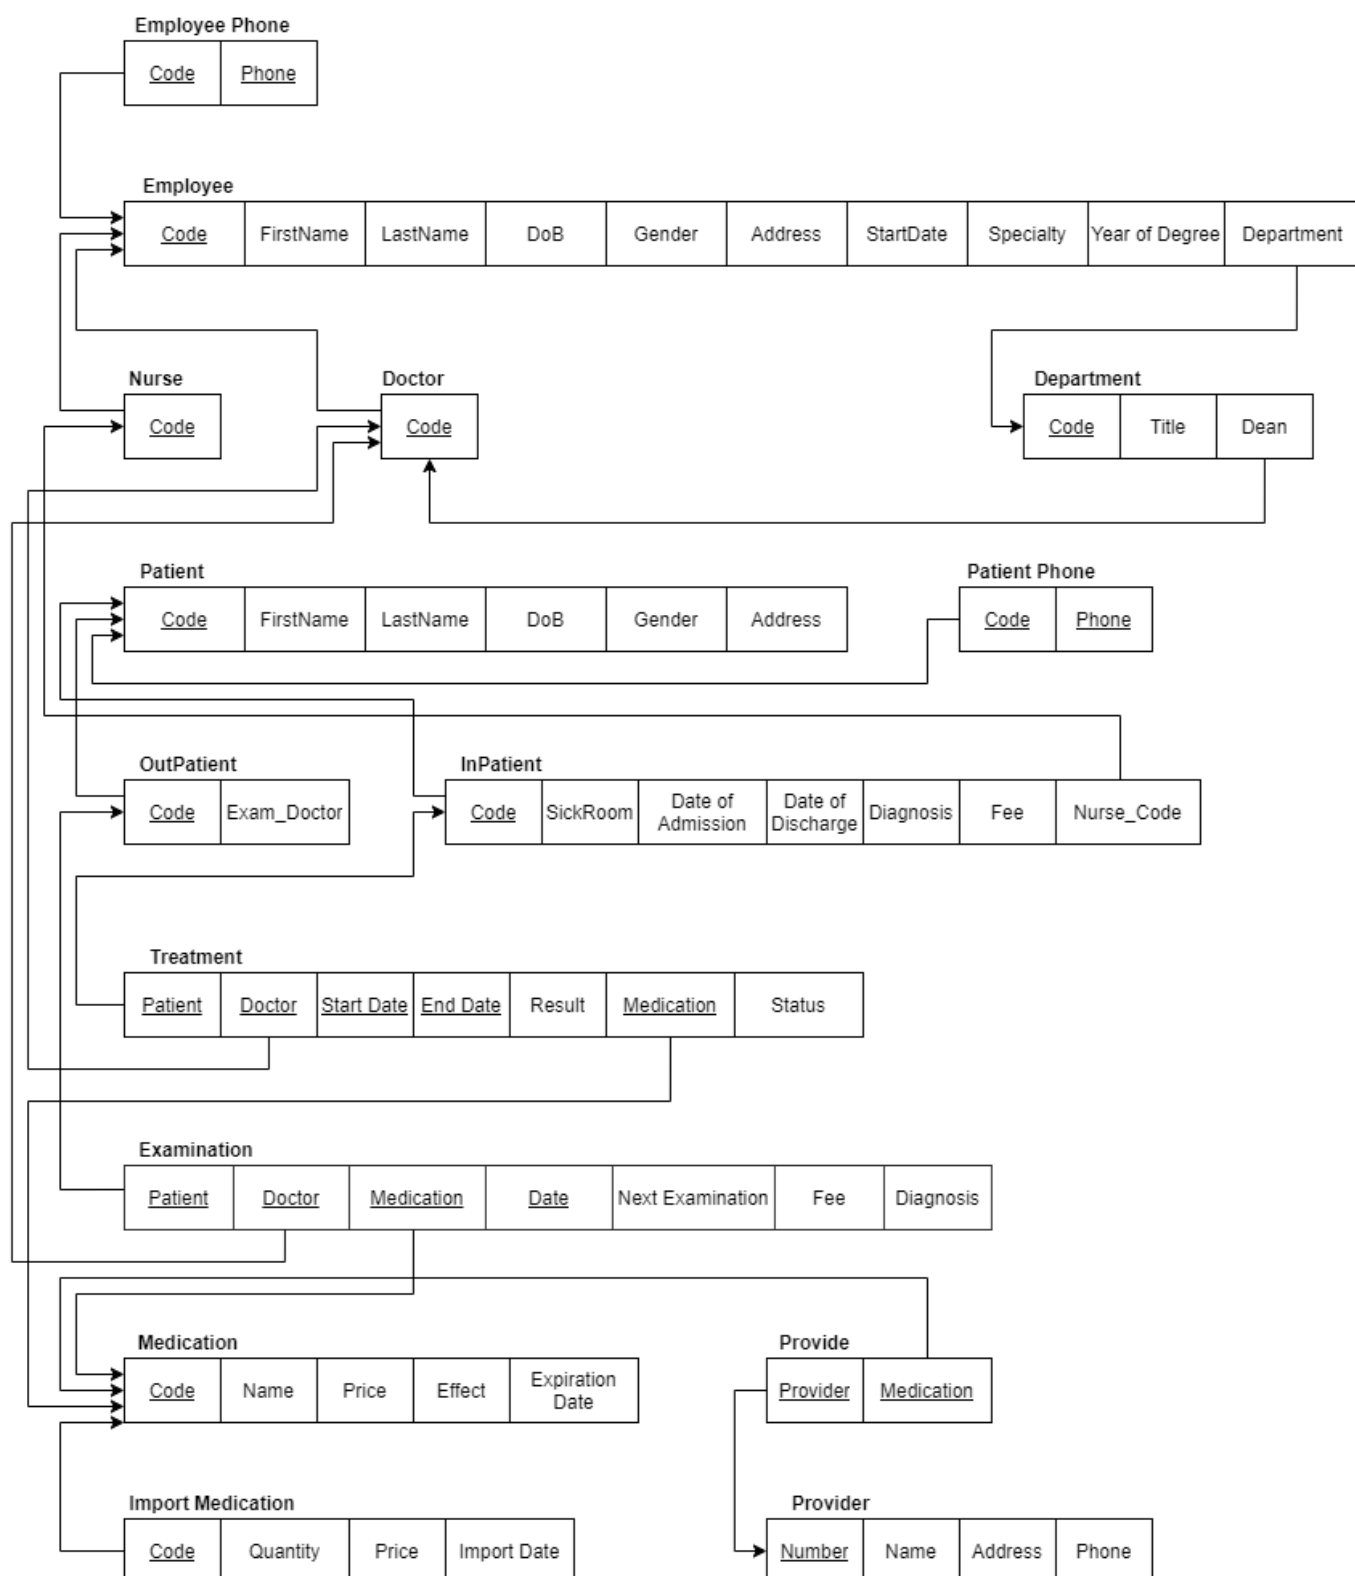 Employee Phone
Code Phone
Employee
Code FirstName LastName DoB Gender Address StartDate Specialty Year of Degree Department
Nurse Doctor Department
Code Code Code Title Dean
Patient Patient Phone
Code FirstName LastName DoB Gender Address Code Phone
OutPatient InPatient
Code Exam_Doctor Code SickRoom Date of Admission Date of Discharge Diagnosis Fee Nurse_Code
Treatment
Patient Doctor Start Date End Date Result Medication Status
Examination
Patient Doctor Medication Date Next Examination Fee Diagnosis
Medication Provide
Code Name Price Effect Expiration Date Provider Medication
Import Medication Provider
Code Quantity Price Import Date Number Name Address Phone